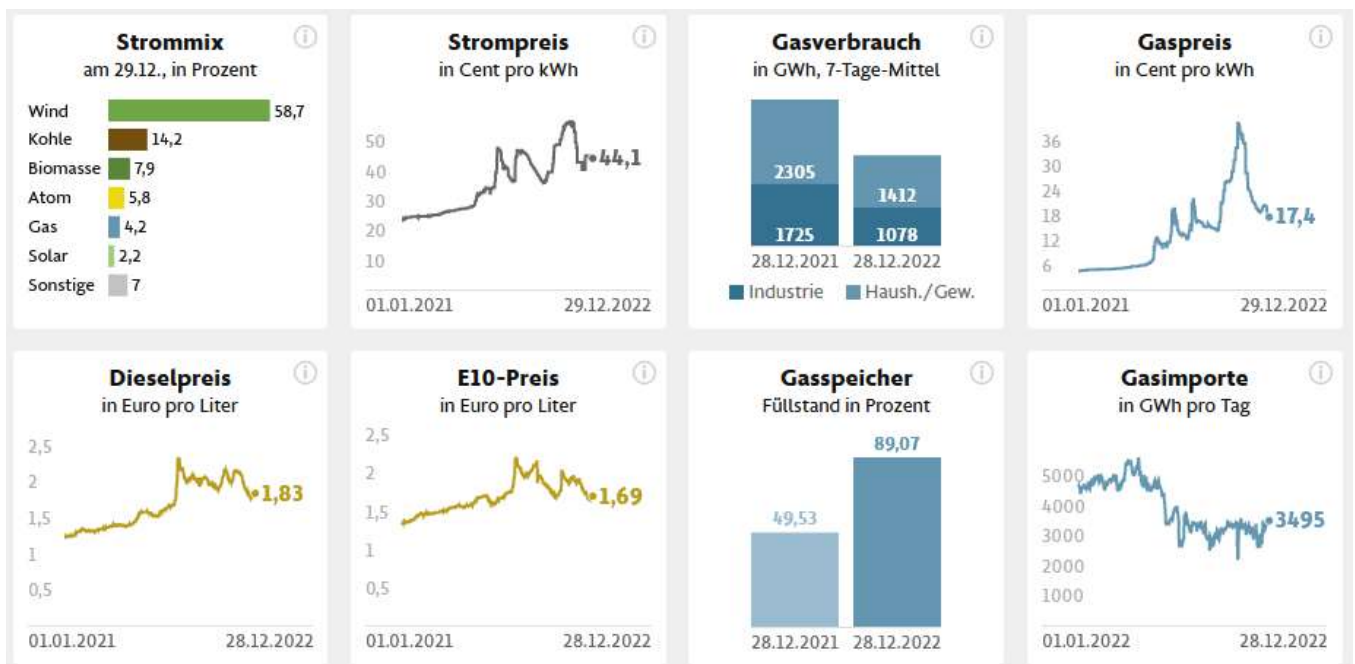 Strommix
am 29.12., in Prozent
Wind 58,7
Kohle 14,2
Biomasse 7,9
Atom 5,8
Gas 4,2
Solar 2,2
Sonstige 7
Strompreis
in Cent pro kWh
50
40
30
20
10
44,1
01.01.2021 29.12.2022
Gasverbrauch
in GWh, 7-Tage-Mittel
2305 1412
1725 1078
28.12.2021 28.12.2022
Industrie Haush./Gew.
Gaspreis
in Cent pro kWh
36
30
24
18
12
6
17,4
01.01.2021 29.12.2022
Dieselpreis
in Euro pro Liter
2,5
2
1,5
1
0,5
1,83
01.01.2021 28.12.2022
E10-Preis
in Euro pro Liter
2,5
2
1,5
1
0,5
1,69
01.01.2021 28.12.2022
Gasspeicher
Füllstand in Prozent
89,07
49,53
28.12.2021 28.12.2022
Gasimporte
in GWh pro Tag
5000
4000
3000
2000
1000
3495
01.01.2022 28.12.2022